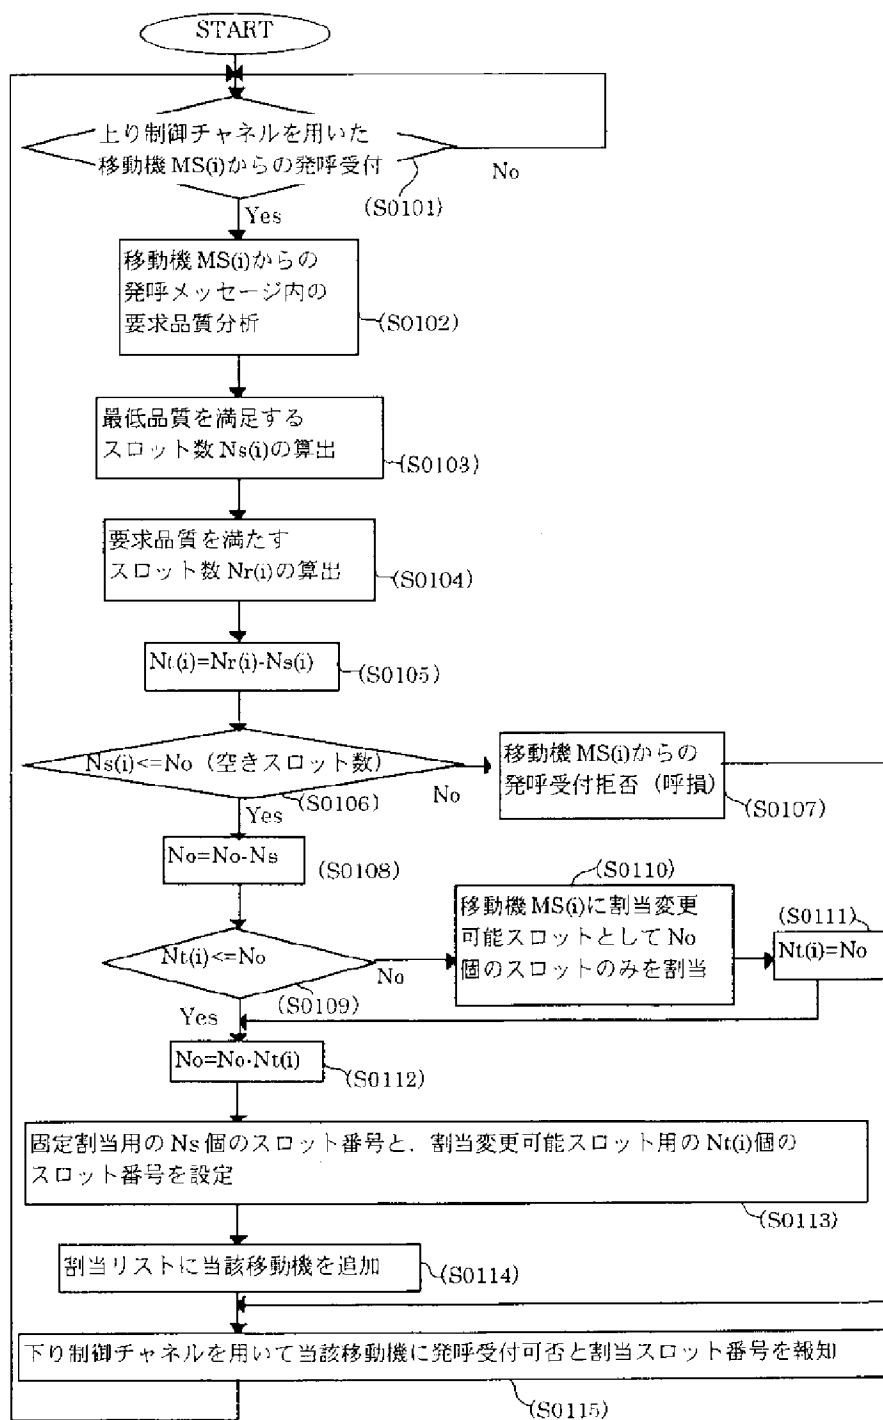 START
上り制御チャネルを用いた
移動機MS(i)からの発呼受付
No
(S0101)
Yes
移動機MS(i)からの
発呼メッセージ内の
要求品質分析
(S0102)
最低品質を満足する
スロット数Ns(i)の算出
(S0103)
要求品質を満たす
スロット数Nr(i)の算出
(S0104)
Nt(i)=Nr(i)-Ns(i)
(S0105)
Ns(i)<=No（空きスロット数）
(S0106)
No
Yes
移動機MS(i)からの
発呼受付拒否（呼損）
(S0107)
No=No-Ns
(S0108)
Nt(i)<=No
(S0109)
No
Yes
(S0110)
移動機MS(i)に割当変更
可能スロットとしてNo
個のスロットのみを割当
(S0111)
Nt(i)=No
No=No-Nt(i)
(S0112)
固定割当用のNs個のスロット番号と、割当変更可能スロット用のNt(i)個の
スロット番号を設定
(S0113)
割当リストに当該移動機を追加
(S0114)
下り制御チャネルを用いて当該移動機に発呼受付可否と割当スロット番号を報知
(S0115)